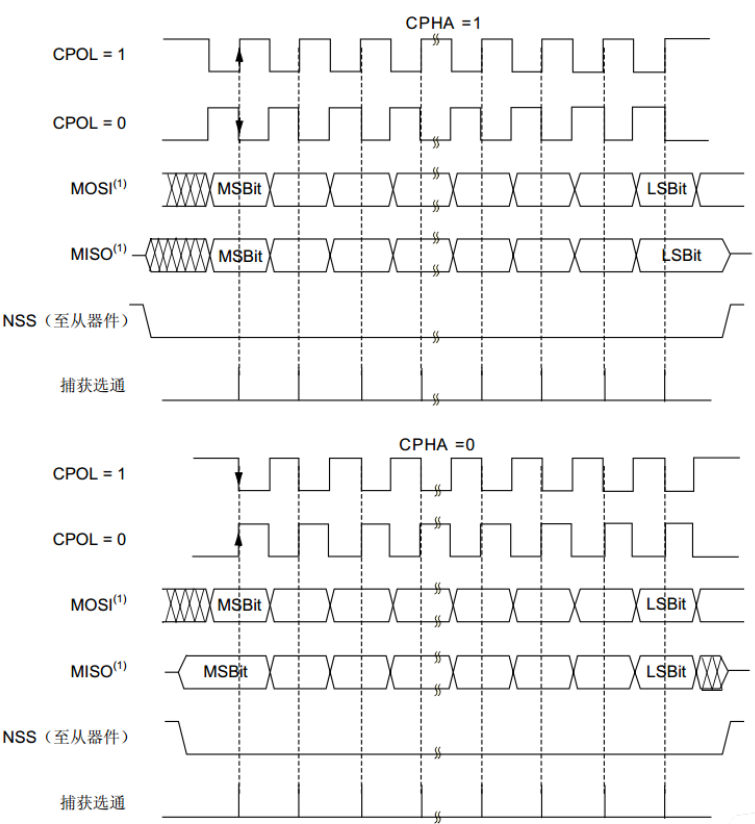 CPHA =1
CPOL = 1
CPOL = 0
MOSI(1) MSBit LSBit
MISO(1) MSBit LSBit
NSS（至从器件）
捕获选通
CPHA =0
CPOL = 1
CPOL = 0
MOSI(1) MSBit LSBit
MISO(1) MSBit LSBit
NSS（至从器件）
捕获选通